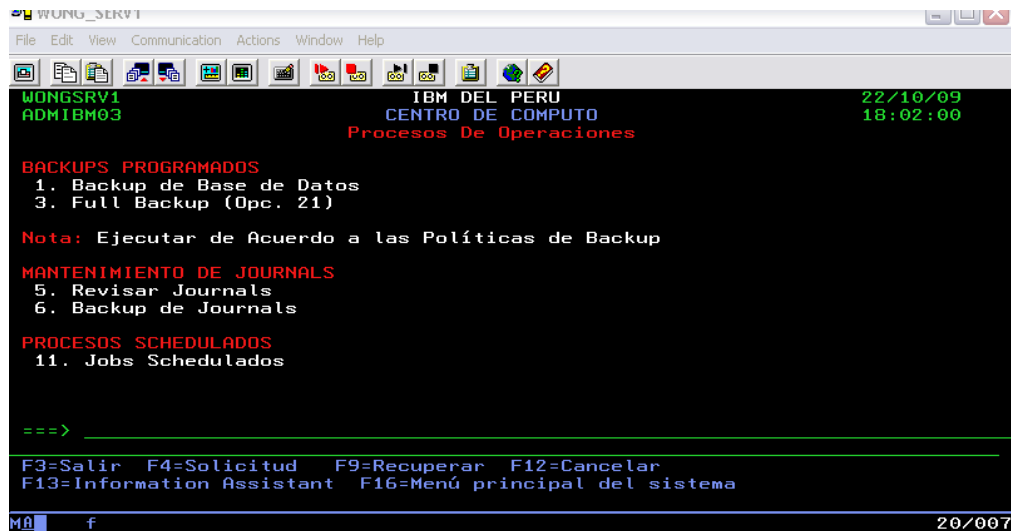 WONG_SERV1
File Edit View Communication Actions Window Help
WONGSRV1 IBM DEL PERU 22/10/09
ADMIBM03 CENTRO DE COMPUTO 18:02:00
Procesos De Operaciones
BACKUPS PROGRAMADOS
1. Backup de Base de Datos
3. Full Backup (Opc. 21)
Nota: Ejecutar de Acuerdo a las Políticas de Backup
MANTENIMIENTO DE JOURNALS
5. Revisar Journals
6. Backup de Journals
PROCESOS SCHEDULADOS
11. Jobs Schedulados
===>
F3=Salir F4=Solicitud F9=Recuperar F12=Cancelar
F13=Information Assistant F16=Menú principal del sistema
MA f 20/007